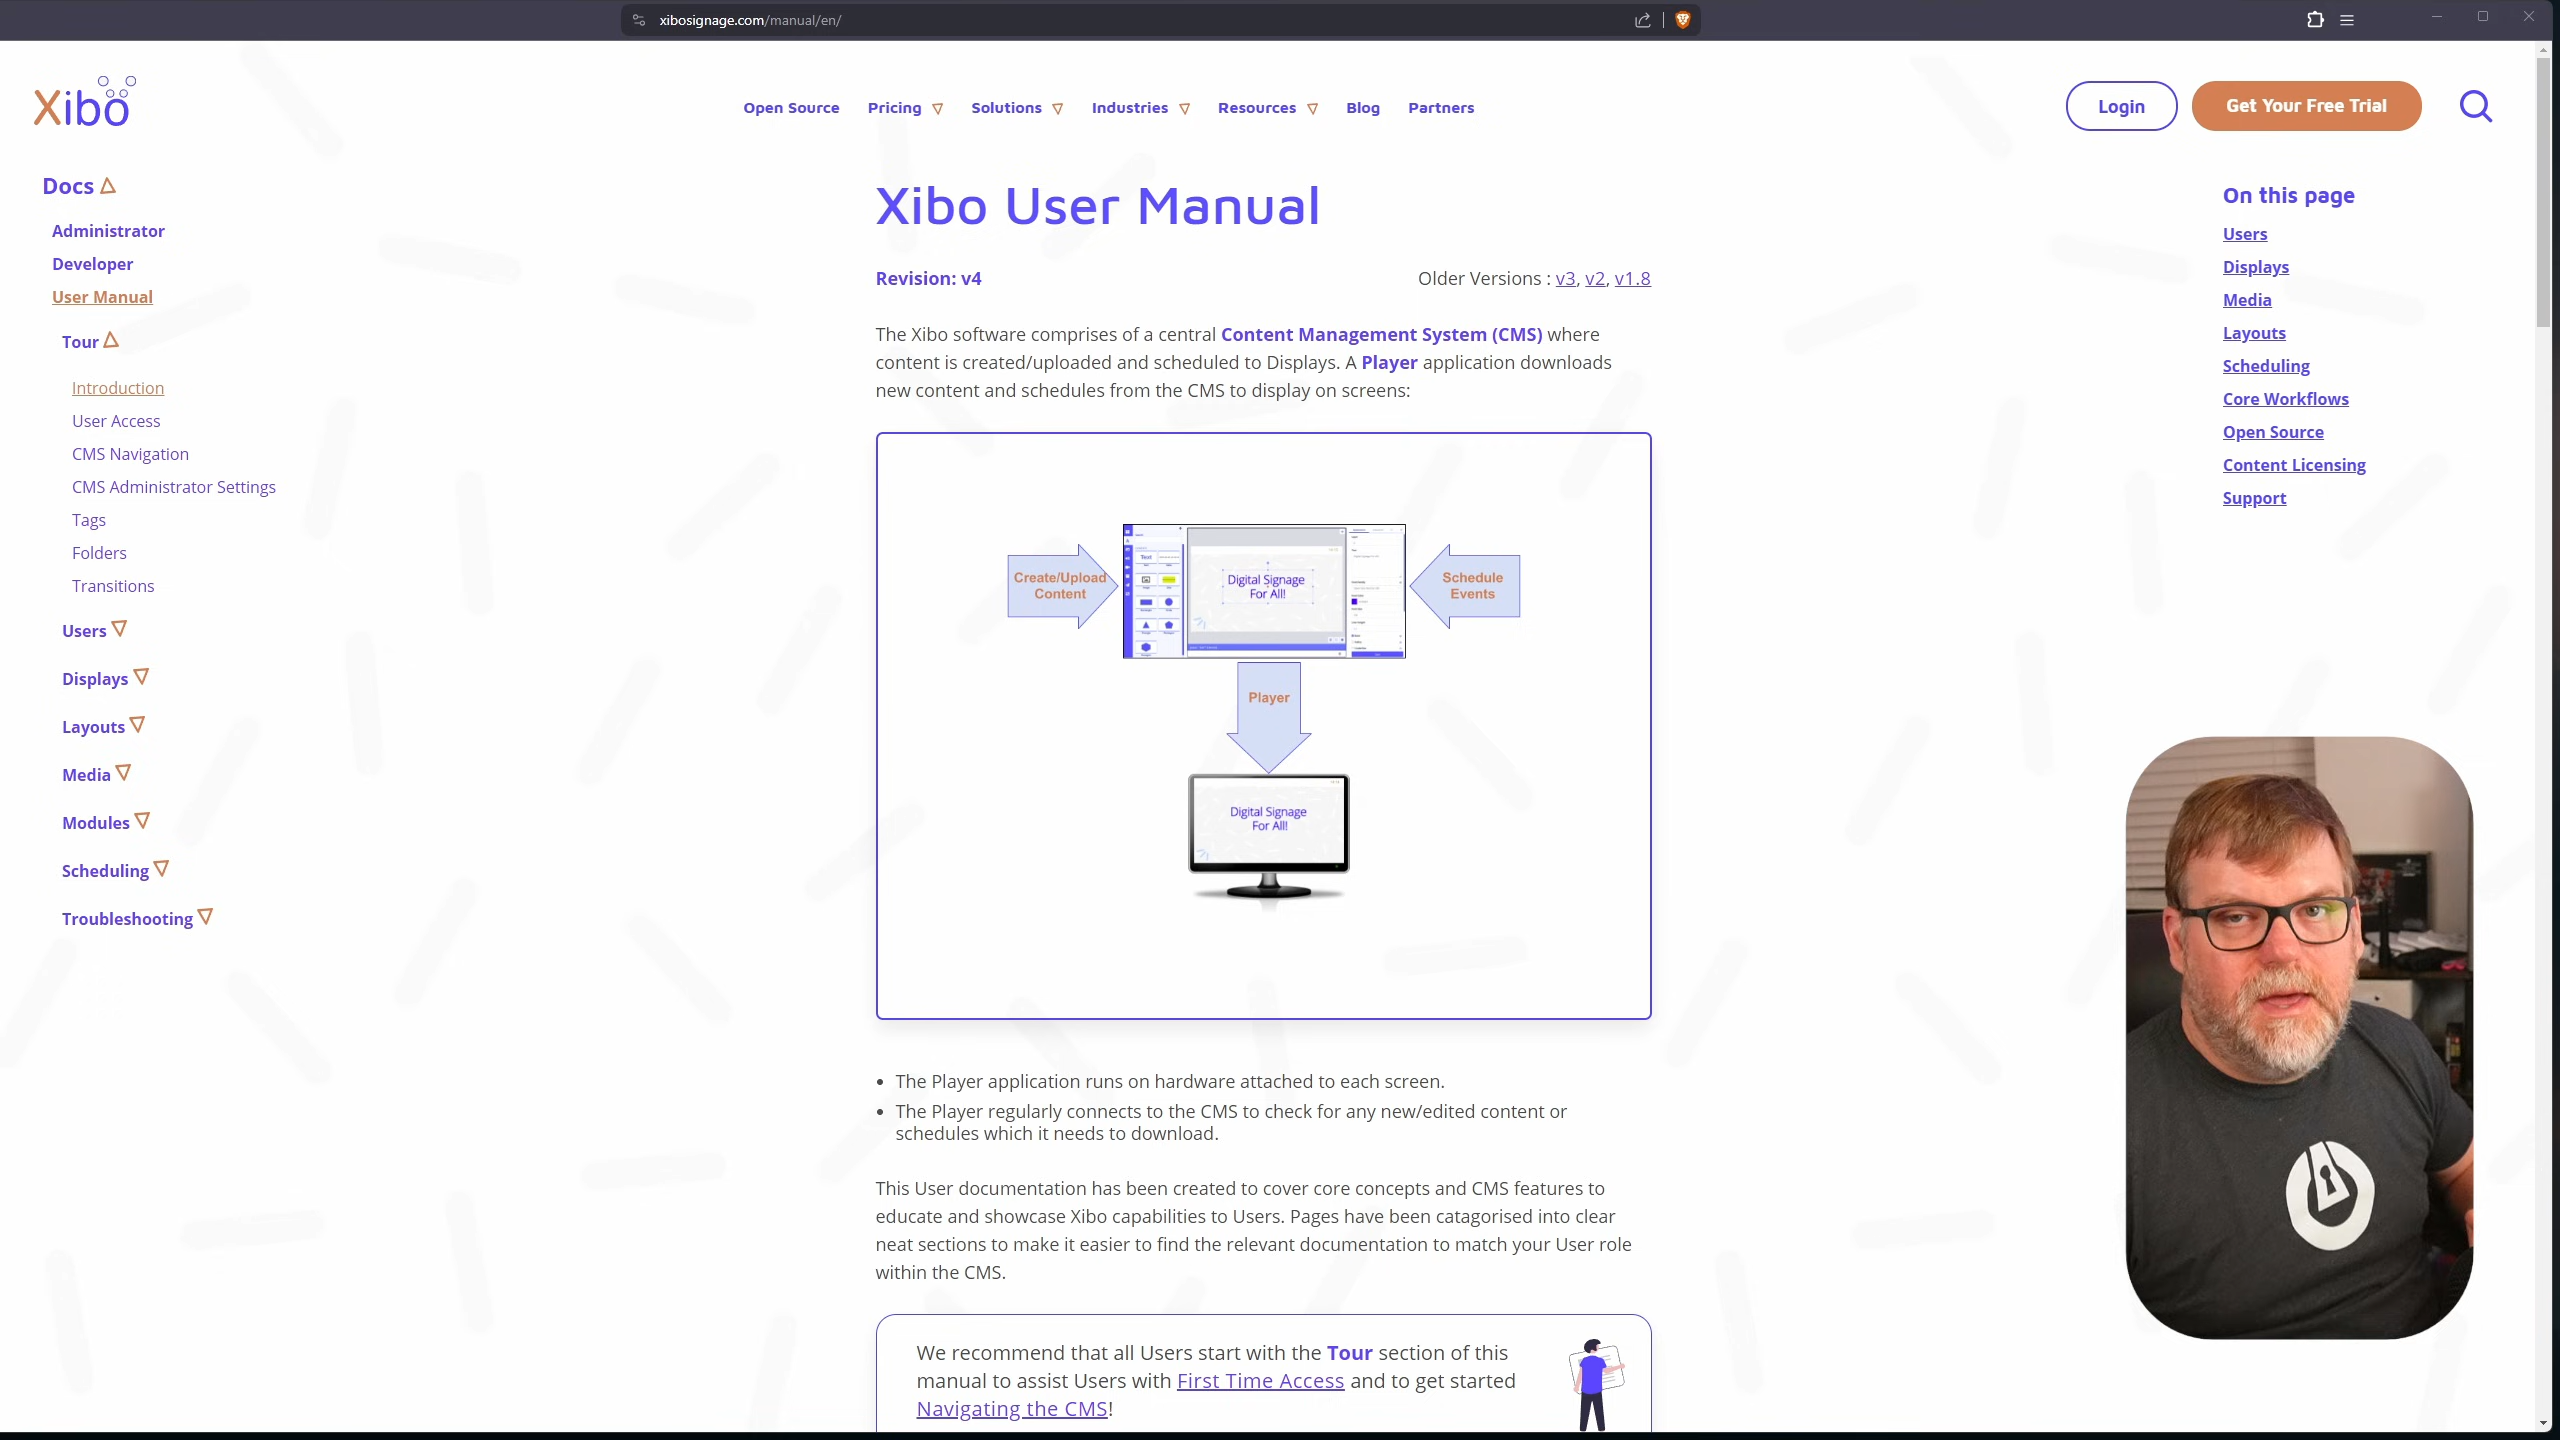 xibosignage.com/manual/en/
Xibo
Open Source
Pricing
Solutions
Industries
Resources
Blog
Partners
Login
Get Your Free Trial
Docs
Administrator
Developer
User Manual
Tour
Introduction
User Access
CMS Navigation
CMS Administrator Settings
Tags
Folders
Transitions
Users
Displays
Layouts
Media
Modules
Scheduling
Troubleshooting
Xibo User Manual
Revision: v4
Older Versions : v3, v2, v1.8
The Xibo software comprises of a central Content Management System (CMS) where
content is created/uploaded and scheduled to Displays. A Player application downloads
new content and schedules from the CMS to display on screens:
Create/Upload
Content
Text
Digital Signage
For All!
Schedule
Events
Player
Digital Signage
For All!
The Player application runs on hardware attached to each screen.
The Player regularly connects to the CMS to check for any new/edited content or
schedules which it needs to download.
This User documentation has been created to cover core concepts and CMS features to
educate and showcase Xibo capabilities to Users. Pages have been catagorised into clear
neat sections to make it easier to find the relevant documentation to match your User role
within the CMS.
We recommend that all Users start with the Tour section of this
manual to assist Users with First Time Access and to get started
Navigating the CMS!
On this page
Users
Displays
Media
Layouts
Scheduling
Core Workflows
Open Source
Content Licensing
Support